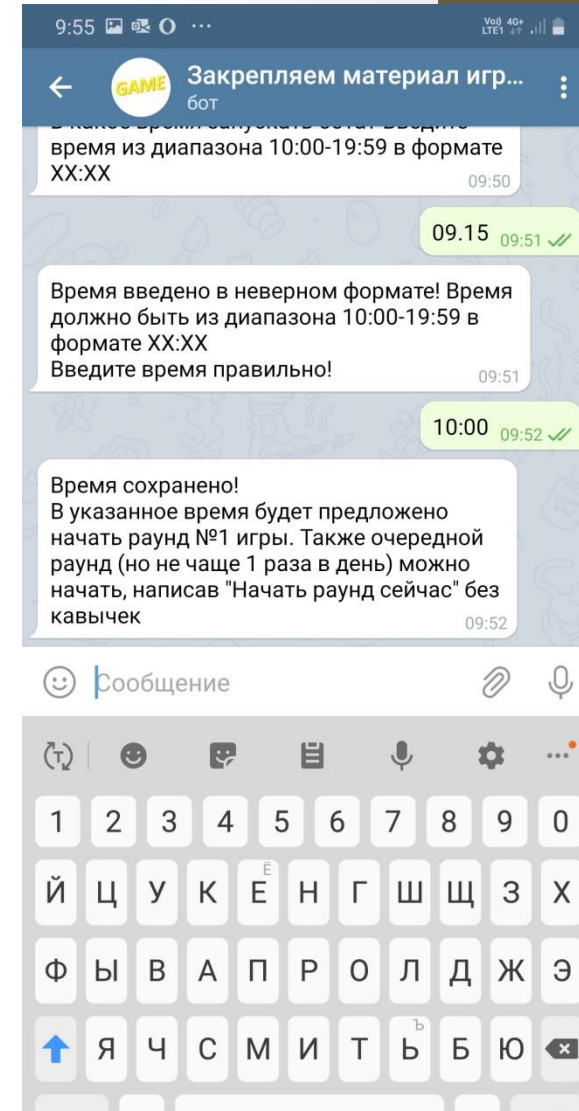 9:55
Vo)) 4G+
LTE1
GAME
Закрепляем материал игр...
бот
время из диапазона 10:00-19:59 в формате
XX:XX
09:50
09.15 09:51
Время введено в неверном формате! Время
должно быть из диапазона 10:00-19:59 в
формате XX:XX
Введите время правильно!
09:51
10:00 09:52
Время сохранено!
В указанное время будет предложено
начать раунд №1 игры. Также очередной
раунд (но не чаще 1 раза в день) можно
начать, написав "Начать раунд сейчас" без
кавычек
09:52
Сообщение
1 2 3 4 5 6 7 8 9 0
Ё
Й Ц У К Е Н Г Ш Щ З Х
Ф Ы В А П Р О Л Д Ж Э
Ъ
Я Ч С М И Т Ь Б Ю